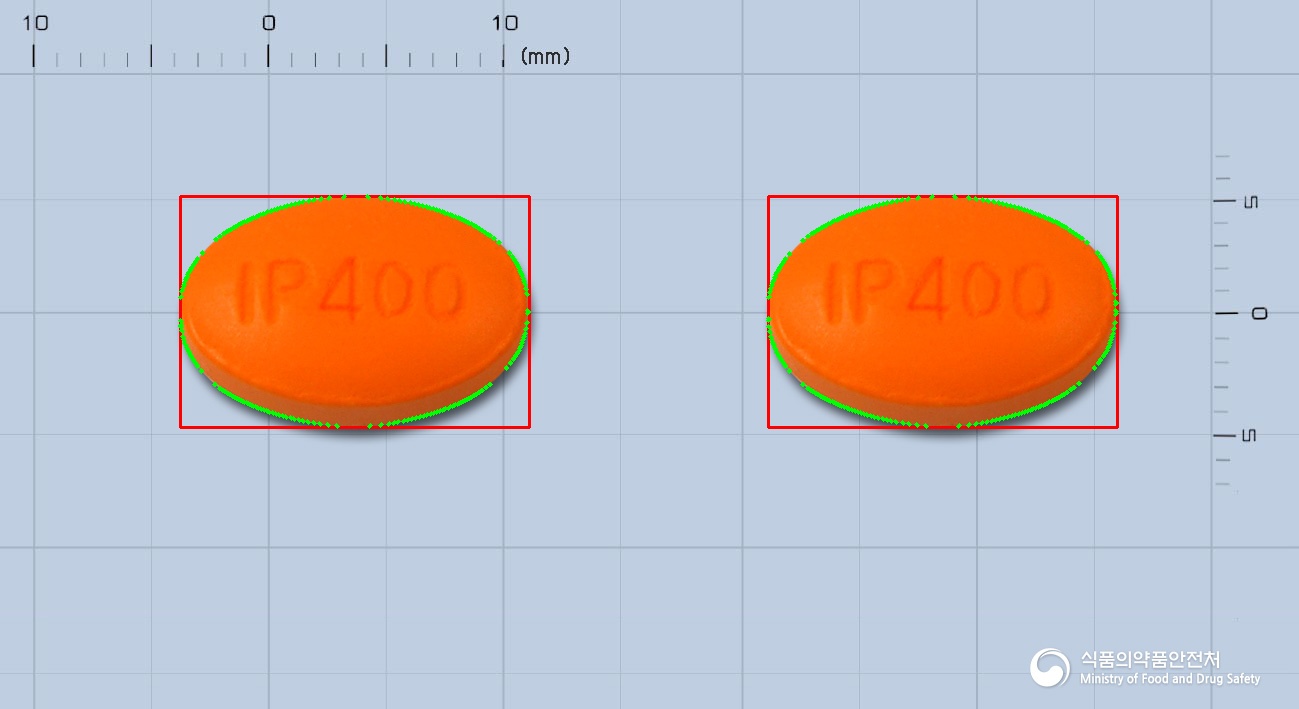 10 0 10
(mm)
IP400 IP400
5
0
5
식품의약품안전처
Ministry of Food and Drug Safety